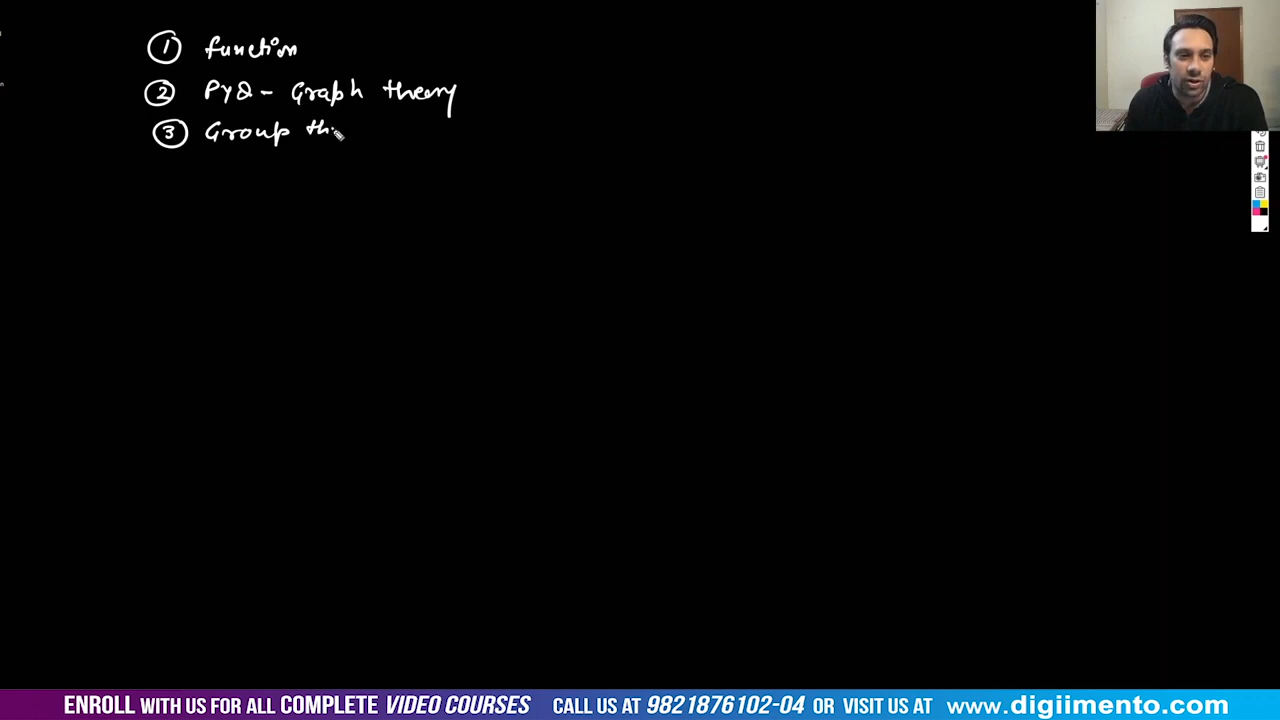 ① function
② PYQ - Graph theory
③ Group th
ENROLL WITH US FOR ALL COMPLETE VIDEO COURSES CALL US AT 9821876102-04 OR VISIT US AT www.digiimento.com